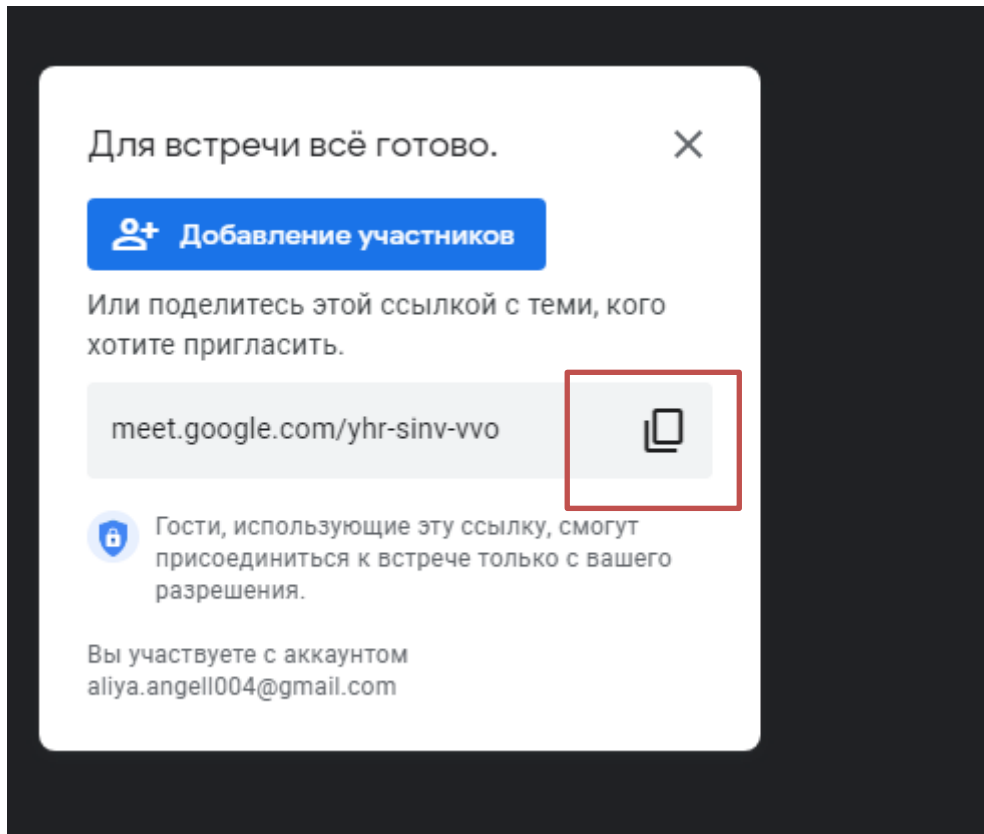 Для встречи всё готово.
Добавление участников
Или поделитесь этой ссылкой с теми, кого
хотите пригласить.
meet.google.com/yhr-sinv-vvo
Гости, использующие эту ссылку, смогут
присоединиться к встрече только с вашего
разрешения.
Вы участвуете с аккаунтом
aliya.angell004@gmail.com